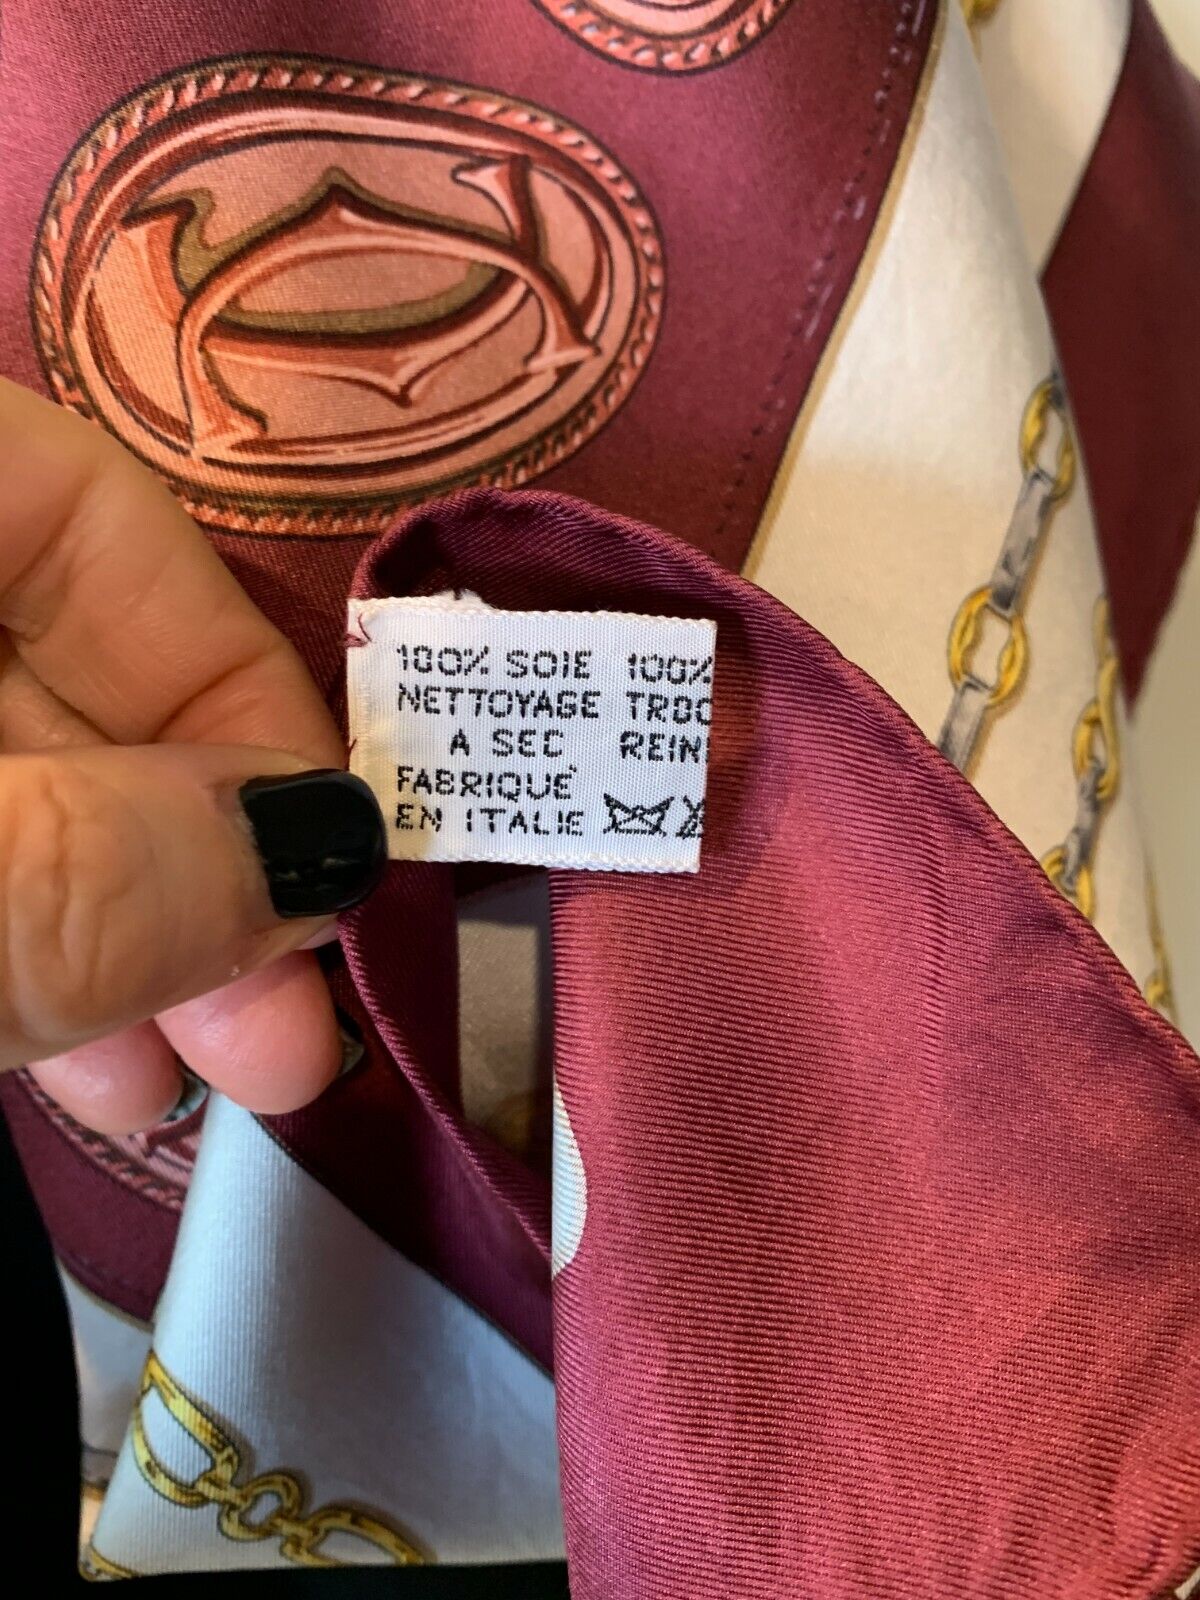 100% SOIE 100%
NETTOYAGE
A SEC
FABRIQUÉ
EN ITALIE